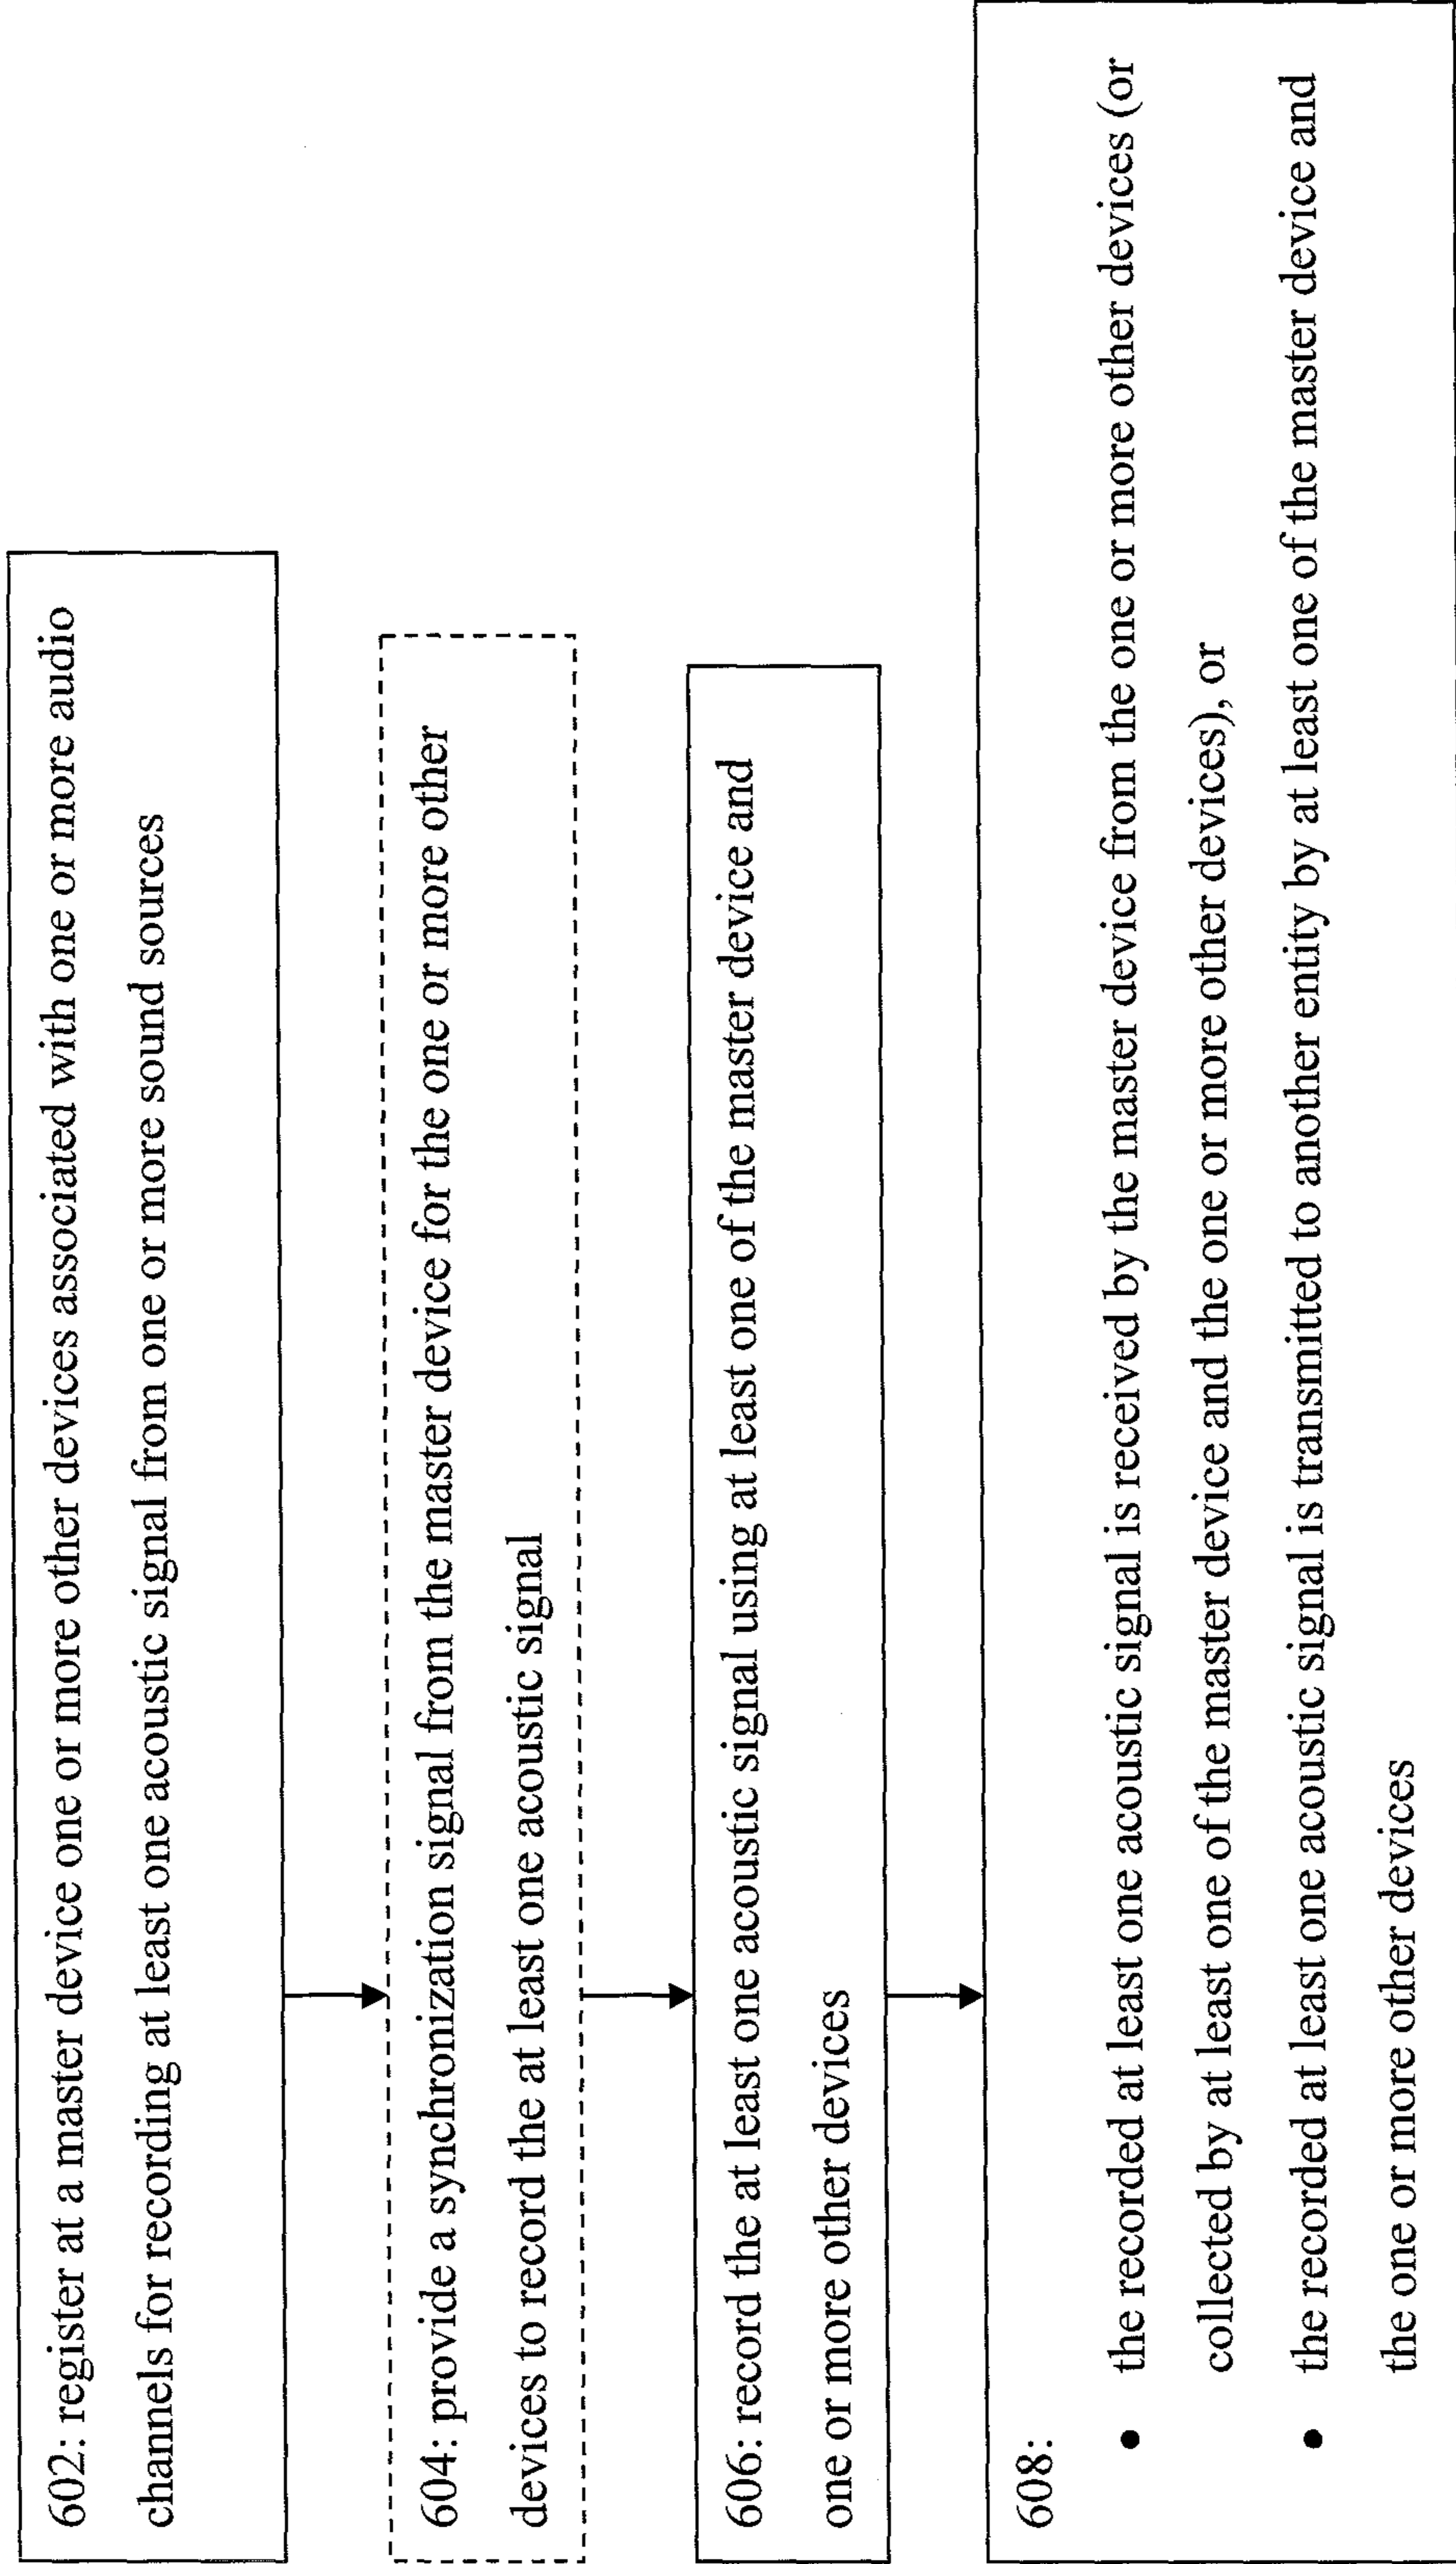 602: register at a master device one or more other devices associated with one or more audio
channels for recording at least one acoustic signal from one or more sound sources
604: provide a synchronization signal from the master device for the one or more other
devices to record the at least one acoustic signal
606: record the at least one acoustic signal using at least one of the master device and
one or more other devices
608:
• the recorded at least one acoustic signal is received by the master device from the one or more other devices (or
collected by at least one of the master device and the one or more other devices), or
• the recorded at least one acoustic signal is transmitted to another entity by at least one of the master device and
the one or more other devices